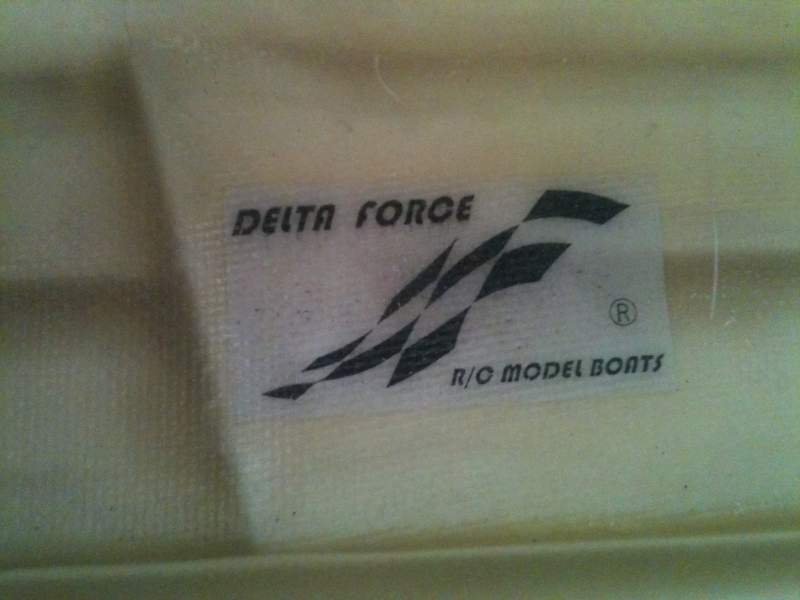 DELTA FORCE
®
R/C MODEL BOATS